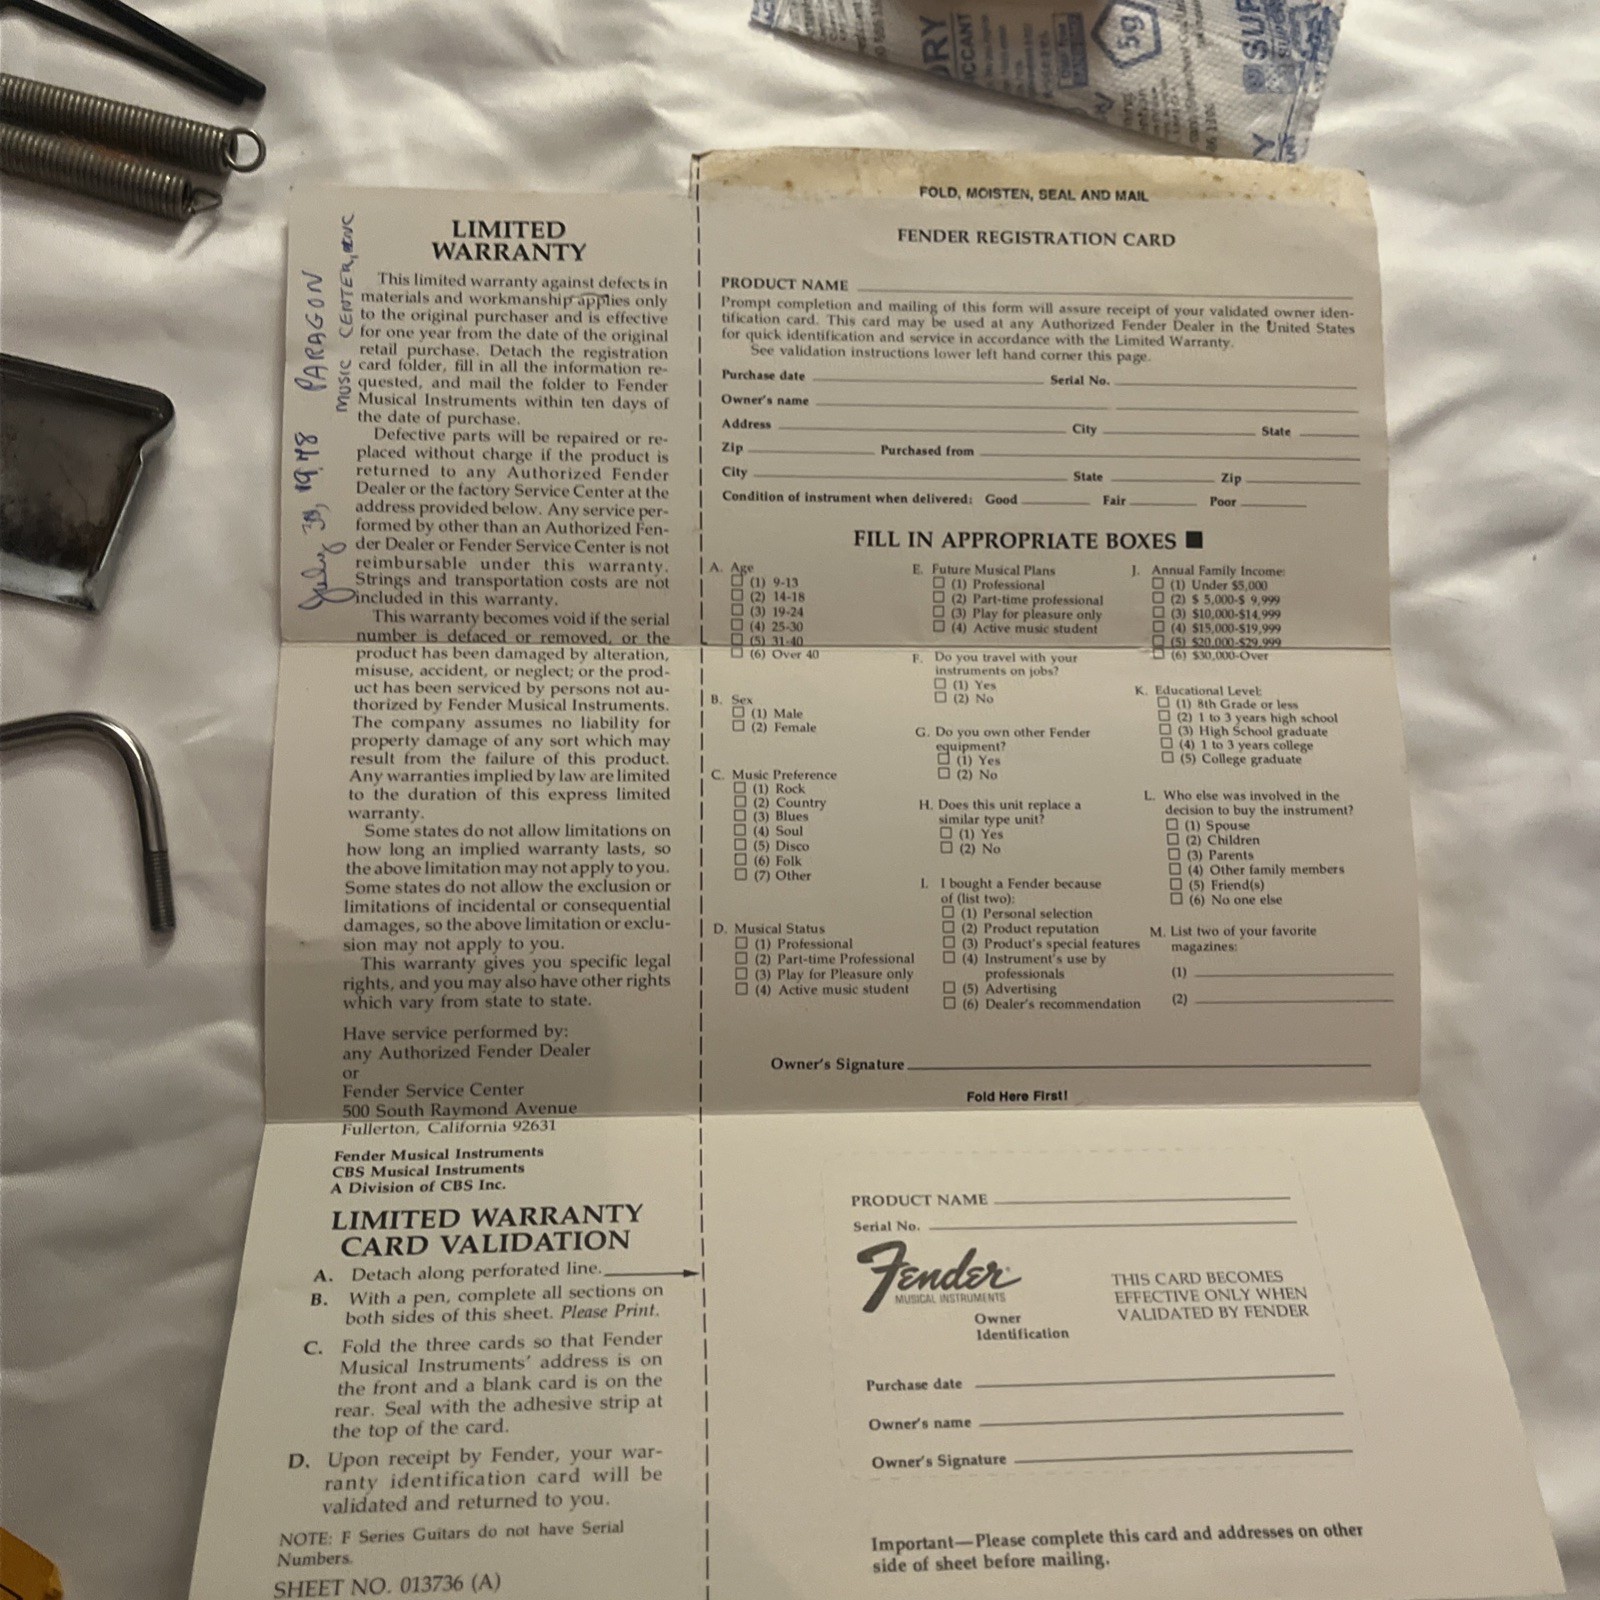 DRY
5g
SUP
July 31, 1978 PARAGON
MUSIC CENTER, INC
LIMITED
WARRANTY
This limited warranty against defects in
materials and workmanship applies only
to the original purchaser and is effective
for one year from the date of the original
retail purchase. Detach the registration
card folder, fill in all the information re-
quested, and mail the folder to Fender
Musical Instruments within ten days of
the date of purchase.
Defective parts will be repaired or re-
placed without charge if the product is
returned to any Authorized Fender
Dealer or the factory Service Center at the
address provided below. Any service per-
formed by other than an Authorized Fen-
der Dealer or Fender Service Center is not
reimbursable under this warranty.
Strings and transportation costs are not
included in this warranty.
This warranty becomes void if the serial
number is defaced or removed, or the
product has been damaged by alteration,
misuse, accident, or neglect; or the prod-
uct has been serviced by persons not au-
thorized by Fender Musical Instruments.
The company assumes no liability for
property damage of any sort which may
result from the failure of this product.
Any warranties implied by law are limited
to the duration of this express limited
warranty.
Some states do not allow limitations on
how long an implied warranty lasts, so
the above limitation may not apply to you.
Some states do not allow the exclusion or
limitations of incidental or consequential
damages, so the above limitation or exclu-
sion may not apply to you.
This warranty gives you specific legal
rights, and you may also have other rights
which vary from state to state.
Have service performed by:
any Authorized Fender Dealer
or
Fender Service Center
500 South Raymond Avenue
Fullerton, California 92631
Fender Musical Instruments
CBS Musical Instruments
A Division of CBS Inc.
LIMITED WARRANTY
CARD VALIDATION
A. Detach along perforated line.
B. With a pen, complete all sections on
both sides of this sheet. Please Print.
C. Fold the three cards so that Fender
Musical Instruments' address is on
the front and a blank card is on the
rear. Seal with the adhesive strip at
the top of the card.
D. Upon receipt by Fender, your war-
ranty identification card will be
validated and returned to you.
NOTE: F Series Guitars do not have Serial
Numbers.
SHEET NO. 013736 (A)
FOLD, MOISTEN, SEAL AND MAIL
FENDER REGISTRATION CARD
PRODUCT NAME
Prompt completion and mailing of this form will assure receipt of your validated owner iden-
tification card. This card may be used at any Authorized Fender Dealer in the United States
for quick identification and service in accordance with the Limited Warranty.
See validation instructions lower left hand corner this page.
Purchase date Serial No.
Owner's name
Address City State
Zip Purchased from
City State Zip
Condition of instrument when delivered: Good Fair Poor
FILL IN APPROPRIATE BOXES ■
A. Age
(1) 9-13
(2) 14-18
(3) 19-24
(4) 25-30
(5) 31-40
(6) Over 40
B. Sex
(1) Male
(2) Female
C. Music Preference
(1) Rock
(2) Country
(3) Blues
(4) Soul
(5) Disco
(6) Folk
(7) Other
D. Musical Status
(1) Professional
(2) Part-time Professional
(3) Play for Pleasure only
(4) Active music student
E. Future Musical Plans
(1) Professional
(2) Part-time professional
(3) Play for pleasure only
(4) Active music student
F. Do you travel with your
instruments on jobs?
(1) Yes
(2) No
G. Do you own other Fender
equipment?
(1) Yes
(2) No
H. Does this unit replace a
similar type unit?
(1) Yes
(2) No
I. I bought a Fender because
of (list two):
(1) Personal selection
(2) Product reputation
(3) Product's special features
(4) Instrument's use by
professionals
(5) Advertising
(6) Dealer's recommendation
J. Annual Family Income:
(1) Under $5,000
(2) $ 5,000-$ 9,999
(3) $10,000-$14,999
(4) $15,000-$19,999
(5) $20,000-$29,999
(6) $30,000-Over
K. Educational Level:
(1) 8th Grade or less
(2) 1 to 3 years high school
(3) High School graduate
(4) 1 to 3 years college
(5) College graduate
L. Who else was involved in the
decision to buy the instrument?
(1) Spouse
(2) Children
(3) Parents
(4) Other family members
(5) Friend(s)
(6) No one else
M. List two of your favorite
magazines:
(1)
(2)
Owner's Signature
Fold Here First!
PRODUCT NAME
Serial No.
Fender
MUSICAL INSTRUMENTS
Owner
Identification
THIS CARD BECOMES
EFFECTIVE ONLY WHEN
VALIDATED BY FENDER
Purchase date
Owner's name
Owner's Signature
Important—Please complete this card and addresses on other
side of sheet before mailing.